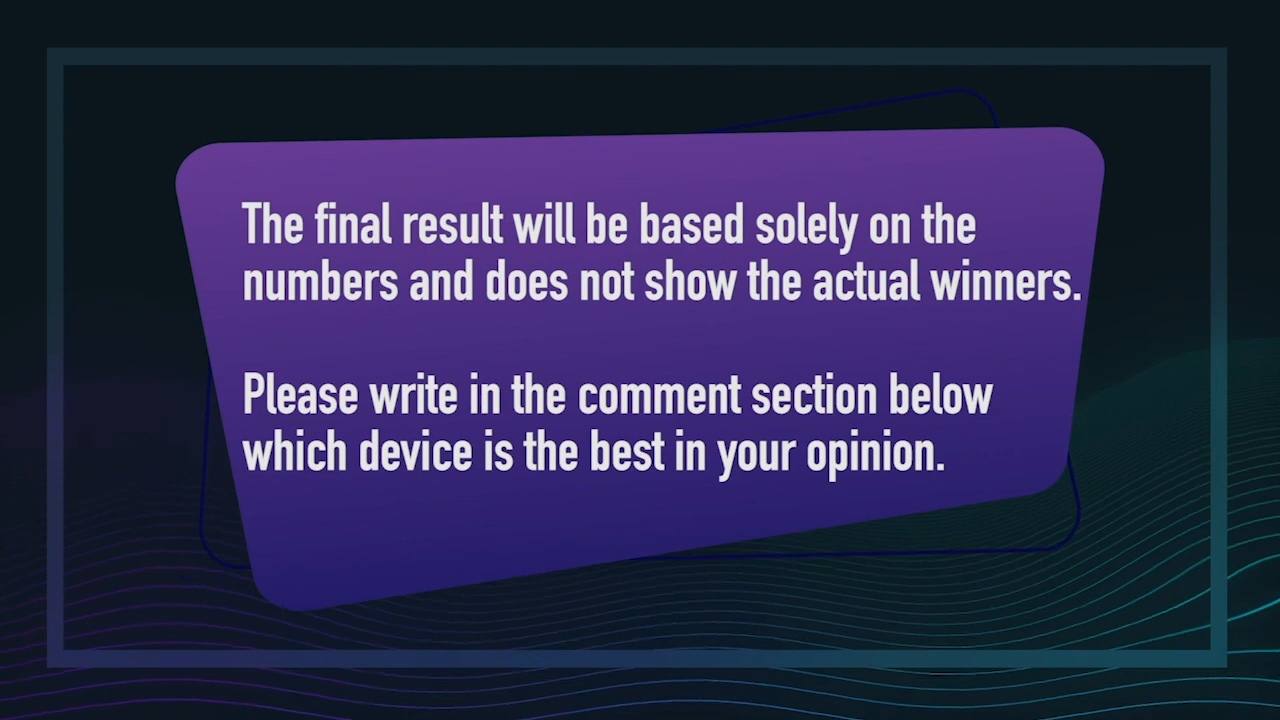 The final result will be based solely on the
numbers and does not show the actual winners.
Please write in the comment section below
which device is the best in your opinion.